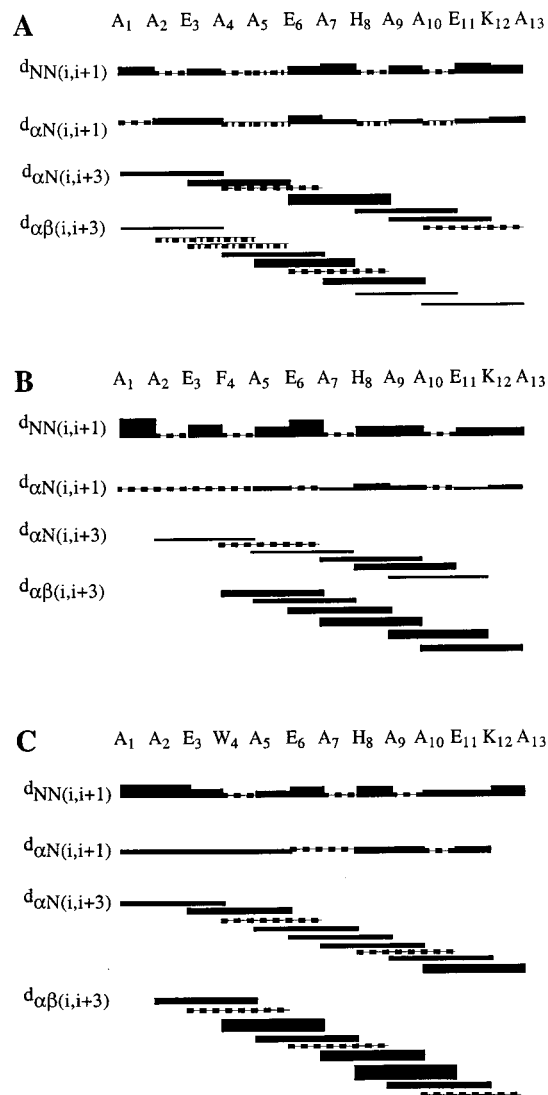 A
A1 A2 E3 A4 A5 E6 A7 H8 A9 A10 E11 K12 A13
dNN(i,i+1)
dαN(i,i+1)
dαN(i,i+3)
dαβ(i,i+3)
B
A1 A2 E3 F4 A5 E6 A7 H8 A9 A10 E11 K12 A13
dNN(i,i+1)
dαN(i,i+1)
dαN(i,i+3)
dαβ(i,i+3)
C
A1 A2 E3 W4 A5 E6 A7 H8 A9 A10 E11 K12 A13
dNN(i,i+1)
dαN(i,i+1)
dαN(i,i+3)
dαβ(i,i+3)